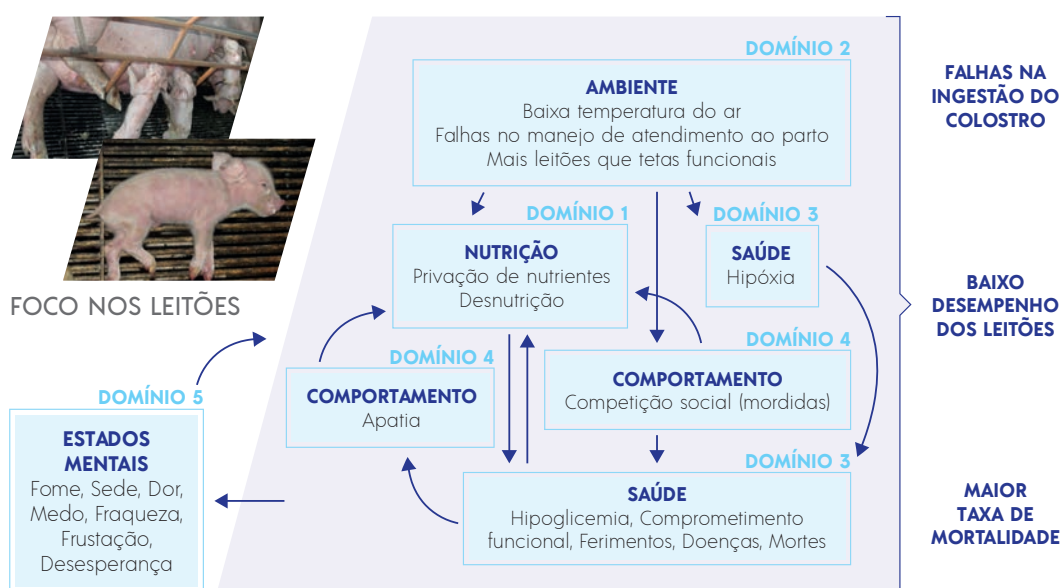 DOMÍNIO 2
AMBIENTE
Baixa temperatura do ar
Falhas no manejo de atendimento ao parto
Mais leitões que tetas funcionais
DOMÍNIO 1
NUTRIÇÃO
Privação de nutrientes
Desnutrição
DOMÍNIO 3
SAÚDE
Hipóxia
FOCO NOS LEITÕES
DOMÍNIO 4
COMPORTAMENTO
Apatia
DOMÍNIO 4
COMPORTAMENTO
Competição social (mordidas)
DOMÍNIO 5
ESTADOS
MENTAIS
Fome, Sede, Dor,
Medo, Fraqueza,
Frustação,
Desesperança
DOMÍNIO 3
SAÚDE
Hipoglicemia, Comprometimento
funcional, Ferimentos, Doenças, Mortes
FALHAS NA
INGESTÃO DO
COLOSTRO
BAIXO
DESEMPENHO
DOS LEITÕES
MAIOR
TAXA DE
MORTALIDADE